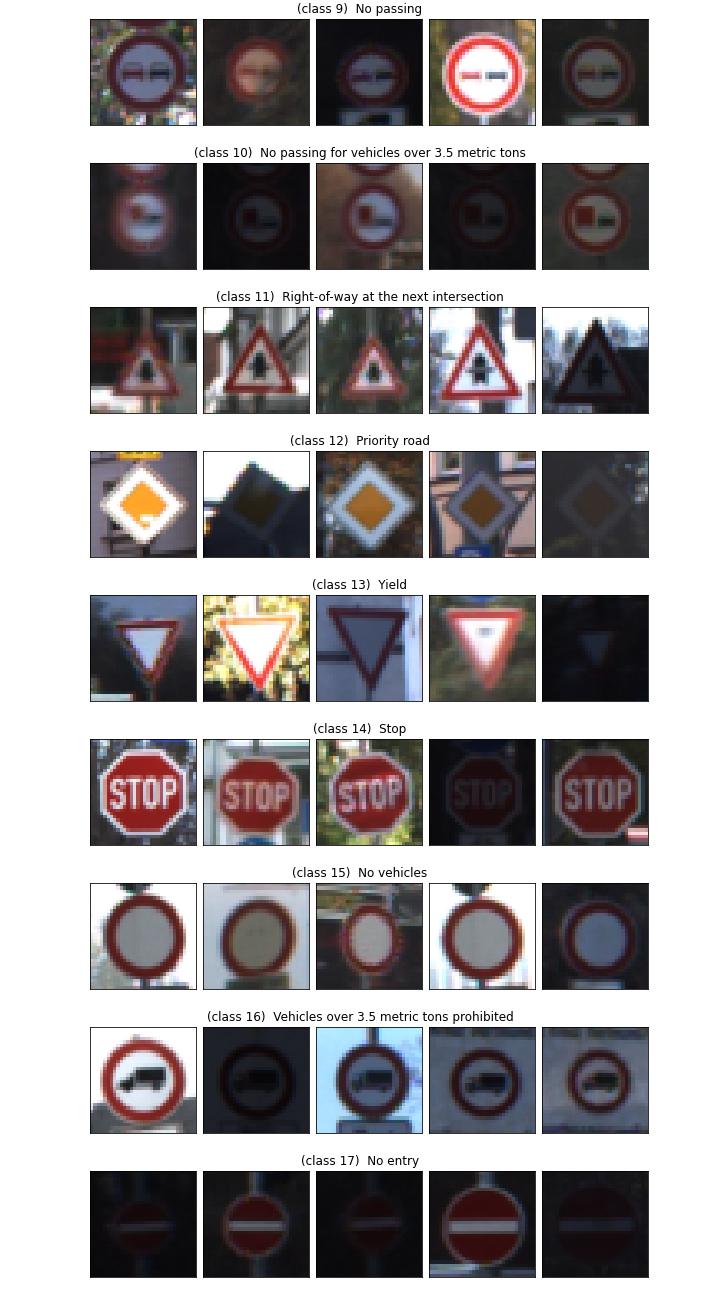 (class 9) No passing
(class 10) No passing for vehicles over 3.5 metric tons
(class 11) Right-of-way at the next intersection
(class 12) Priority road
(class 13) Yield
(class 14) Stop
STOP STOP STOP STOP STOP
(class 15) No vehicles
(class 16) Vehicles over 3.5 metric tons prohibited
(class 17) No entry